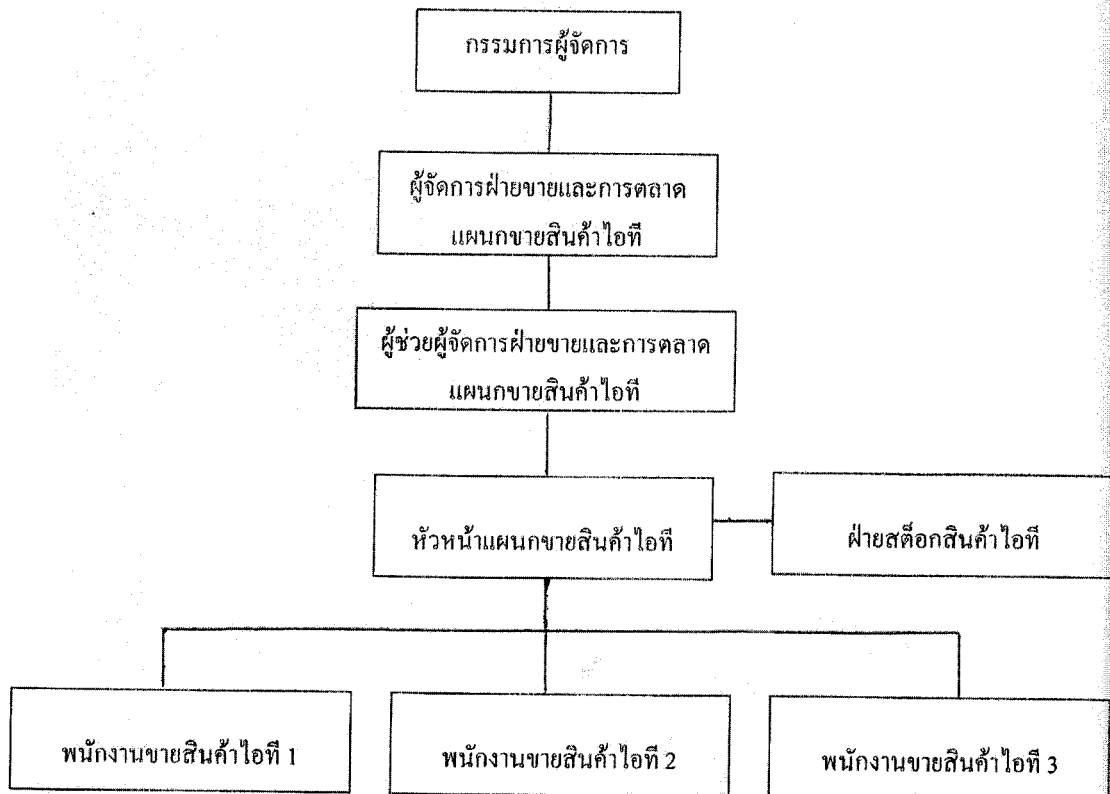 กรรมการผู้จัดการ
ผู้จัดการฝ่ายขายและการตลาด
แผนกขายสินค้าไอที
ผู้ช่วยผู้จัดการฝ่ายขายและการตลาด
แผนกขายสินค้าไอที
หัวหน้าแผนกขายสินค้าไอที
ฝ่ายสต็อกสินค้าไอที
พนักงานขายสินค้าไอที 1
พนักงานขายสินค้าไอที 2
พนักงานขายสินค้าไอที 3